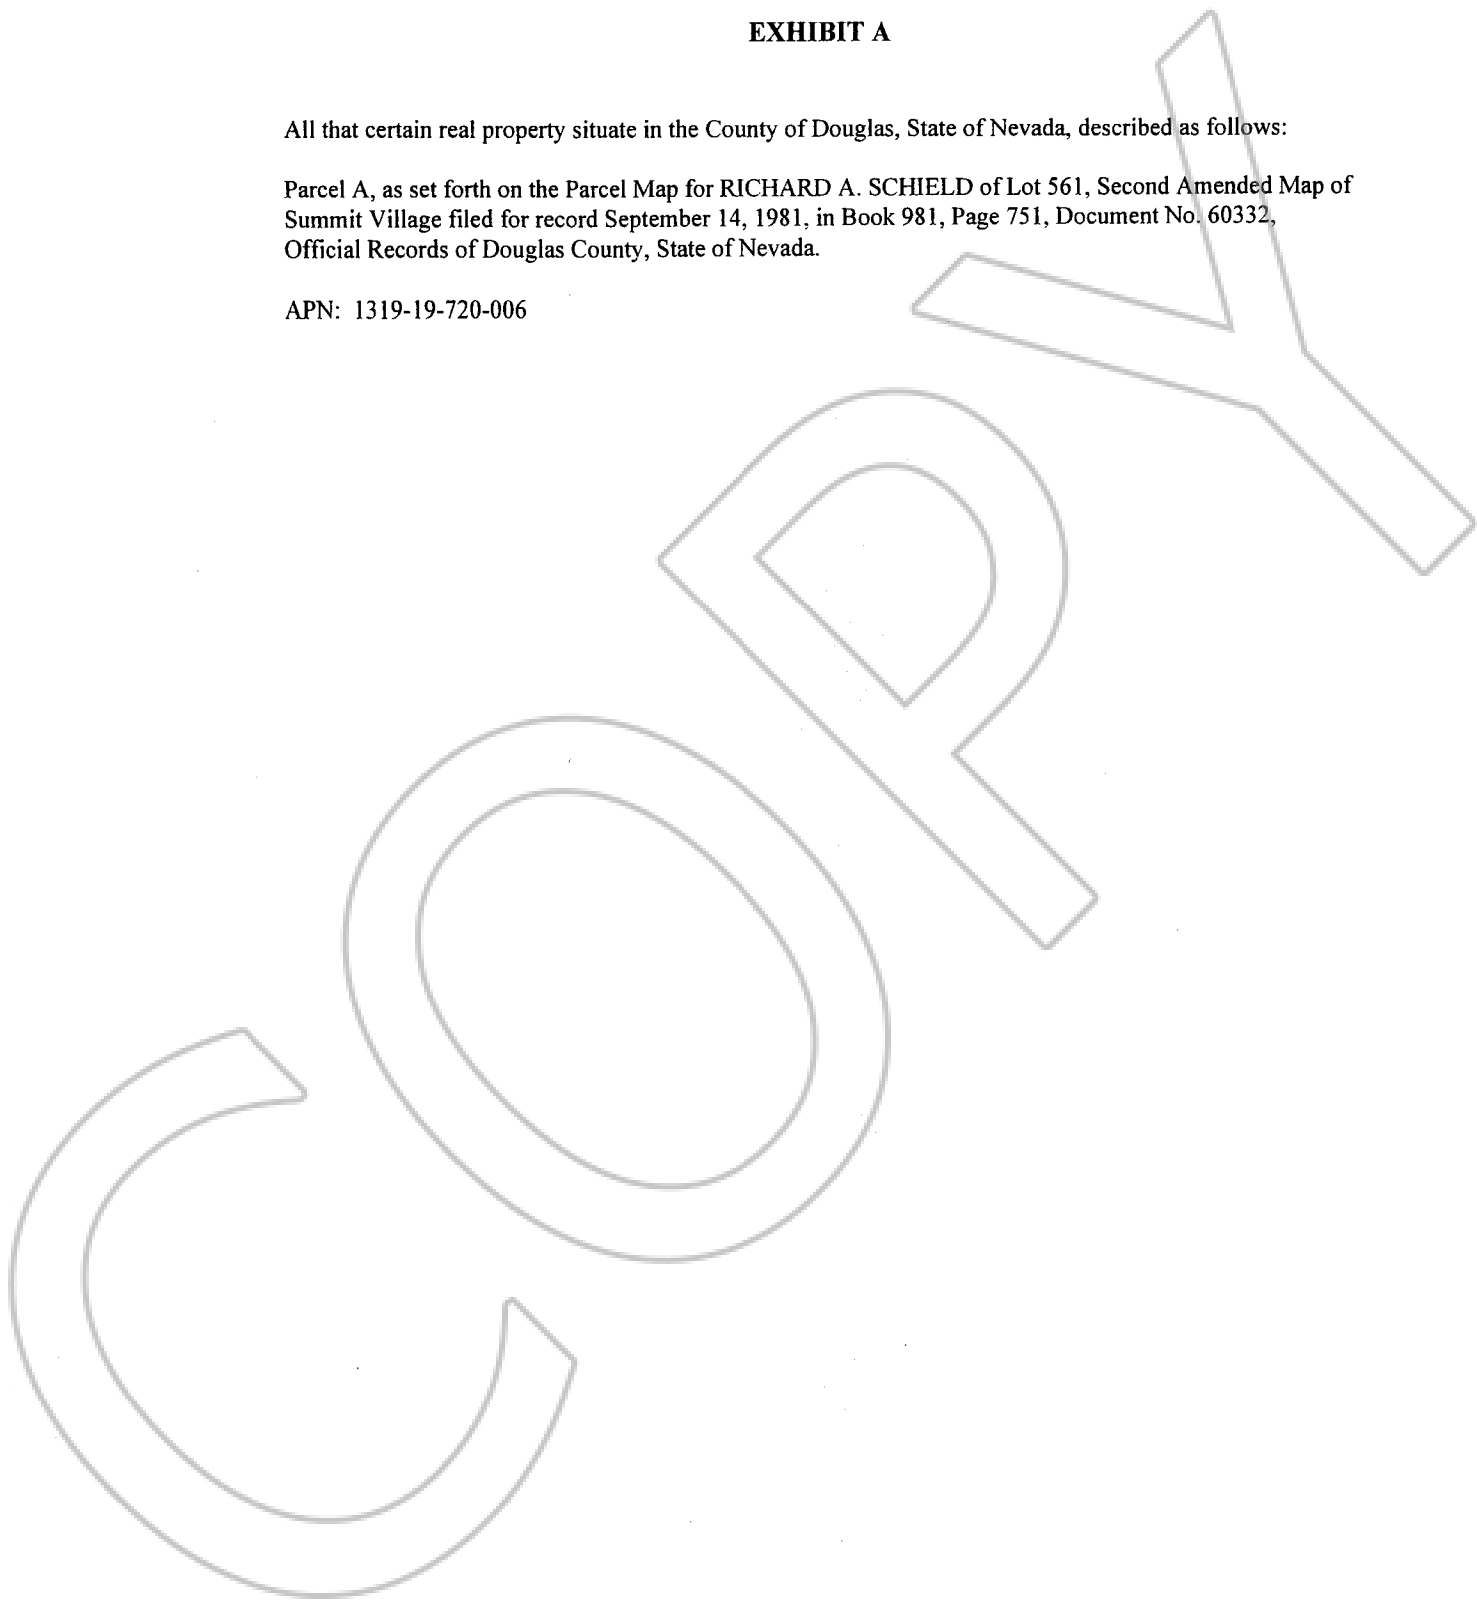 EXHIBIT A
All that certain real property situate in the County of Douglas, State of Nevada, described as follows:
Parcel A, as set forth on the Parcel Map for RICHARD A. SCHIELD of Lot 561, Second Amended Map of
Summit Village filed for record September 14, 1981, in Book 981, Page 751, Document No. 60332,
Official Records of Douglas County, State of Nevada.
APN: 1319-19-720-006
COPY